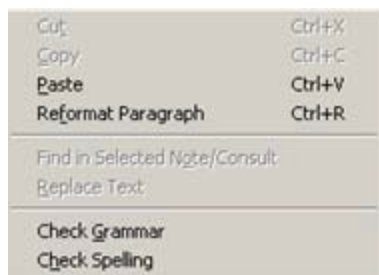 Cut Ctrl+X
Copy Ctrl+C
Paste Ctrl+V
Reformat Paragraph Ctrl+R
Find in Selected Note/Consult
Replace Text
Check Grammar
Check Spelling